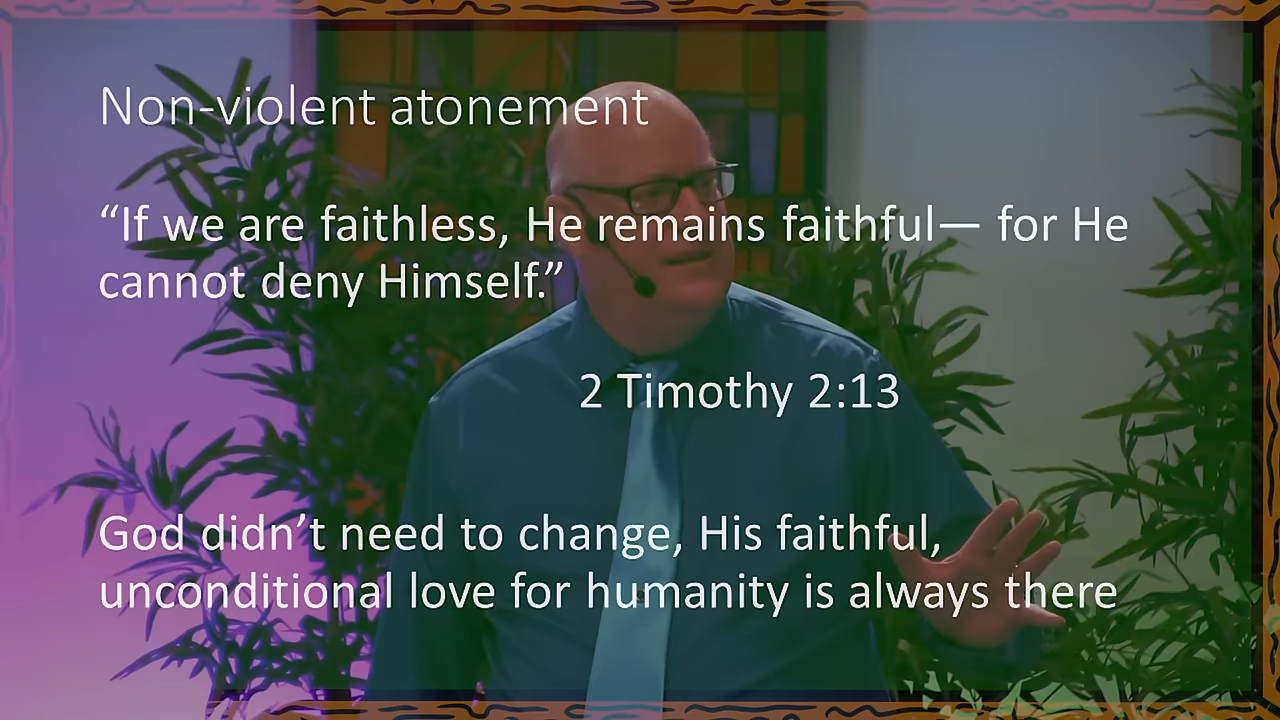 Non-violent atonement
“If we are faithless, He remains faithful— for He
cannot deny Himself.”
2 Timothy 2:13
God didn’t need to change, His faithful,
unconditional love for humanity is always there